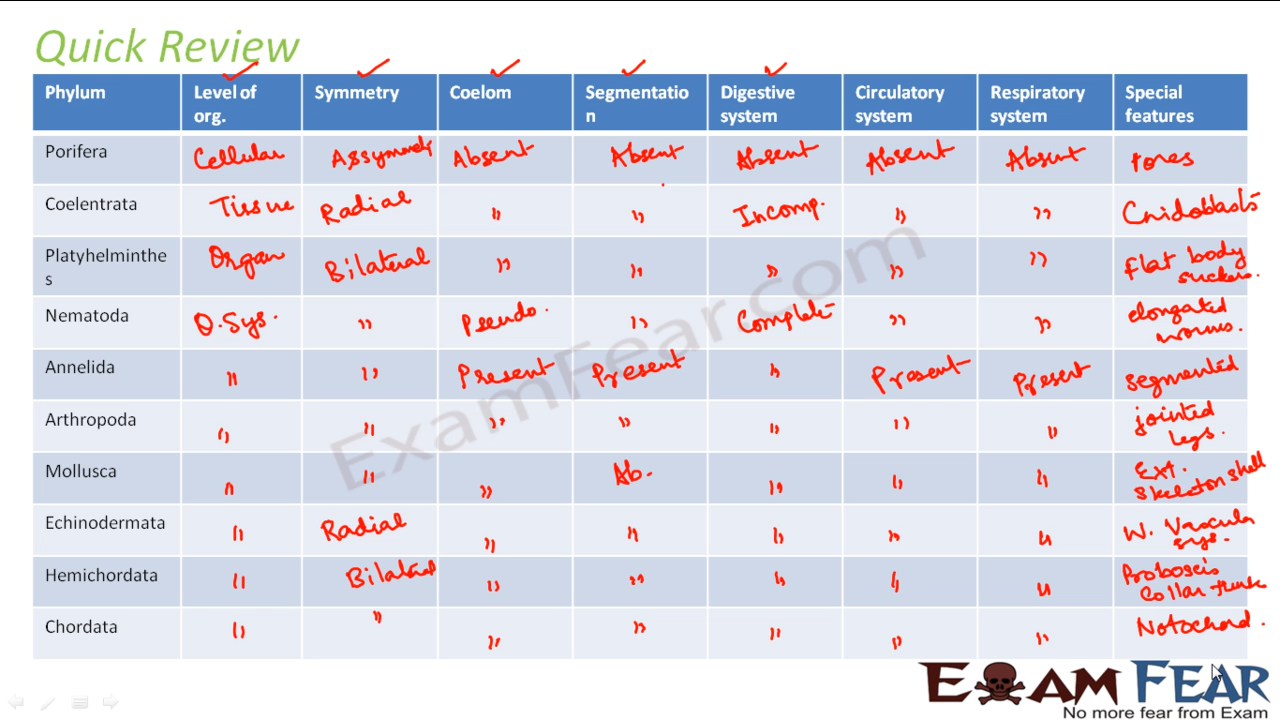 Quick Review
Phylum Level of org. Symmetry Coelom Segmentatio n Digestive system Circulatory system Respiratory system Special features
Porifera Cellular Assymmety Absent Absent Absent Absent Absent Pores
Coelentrata Tissue Radial " " Incomp. " " Cnidoblasts
Platyhelminthe s Organ Bilateral " " " " " Flat body suckers.
Nematoda O.Sys. " Pseudo. " Complete " " elongated worms.
Annelida " " Present Present " Present Present segmented
Arthropoda " " " " " " " jointed legs.
Mollusca " " " Ab. " " " Ext. skeleton shell
Echinodermata " Radial " " " " " W. Vascular sys.
Hemichordata " Bilateral " " " " " Proboscis Collar trunk
Chordata " " " " " " " Notochord.
ExamFear.com
EXAM FEAR
No more fear from Exam